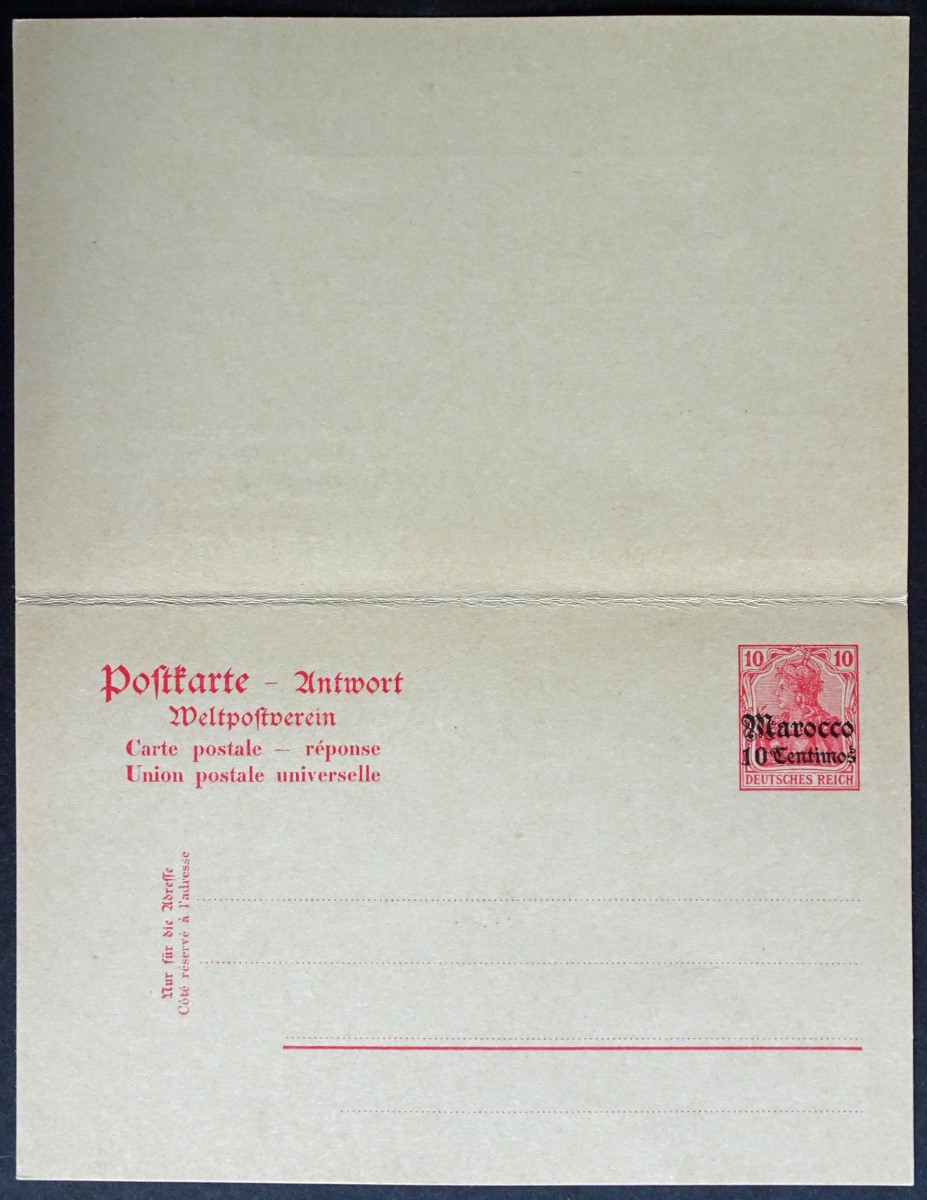 Poſtkarte – Antwort
Weltpoſtverein
Carte postale – réponse
Union postale universelle
10 10
Marocco
10 Centimos
DEUTSCHES REICH
Nur für die Adreſſe
Côté réservé à l'adresse